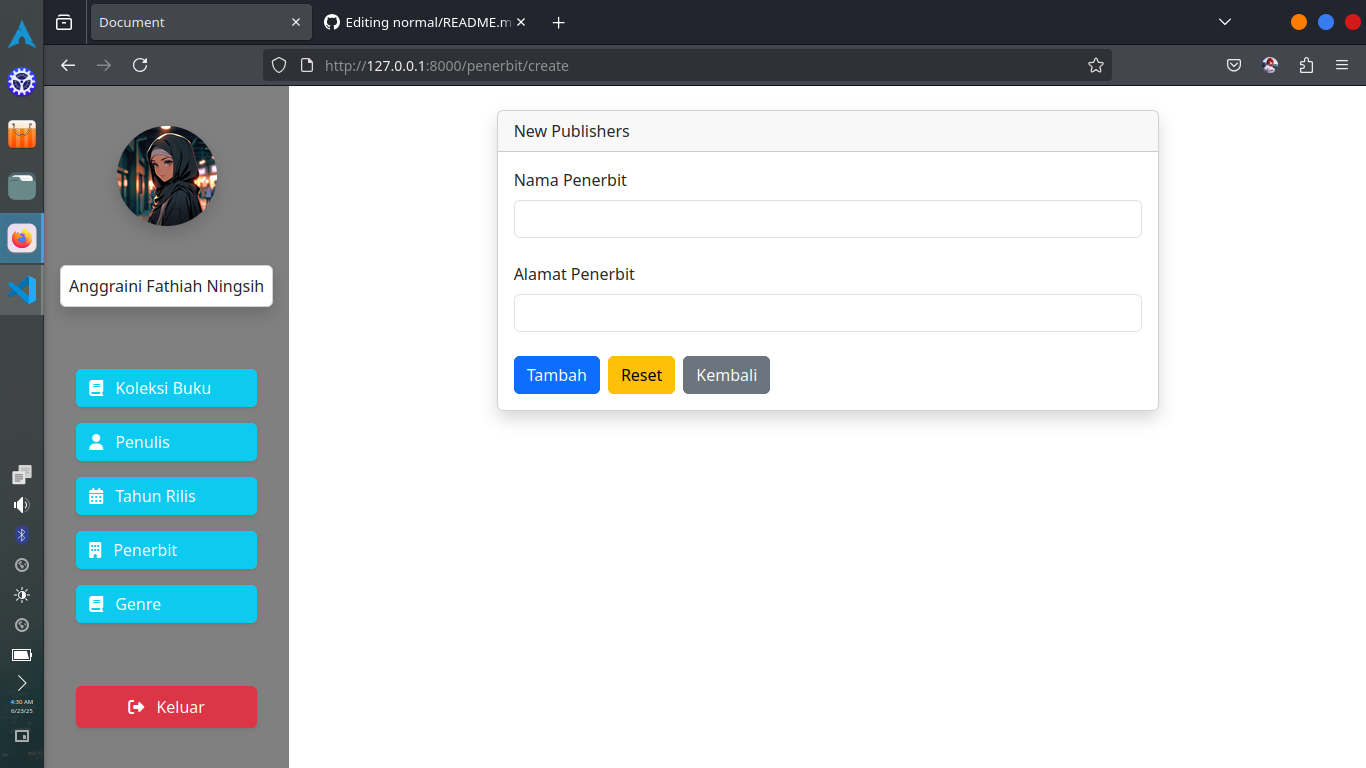 Document
Editing normal/README.m
http://127.0.0.1:8000/penerbit/create
Anggraini Fathiah Ningsih
Koleksi Buku
Penulis
Tahun Rilis
Penerbit
Genre
Keluar
New Publishers
Nama Penerbit
Alamat Penerbit
Tambah
Reset
Kembali
4:30 AM
6/23/25